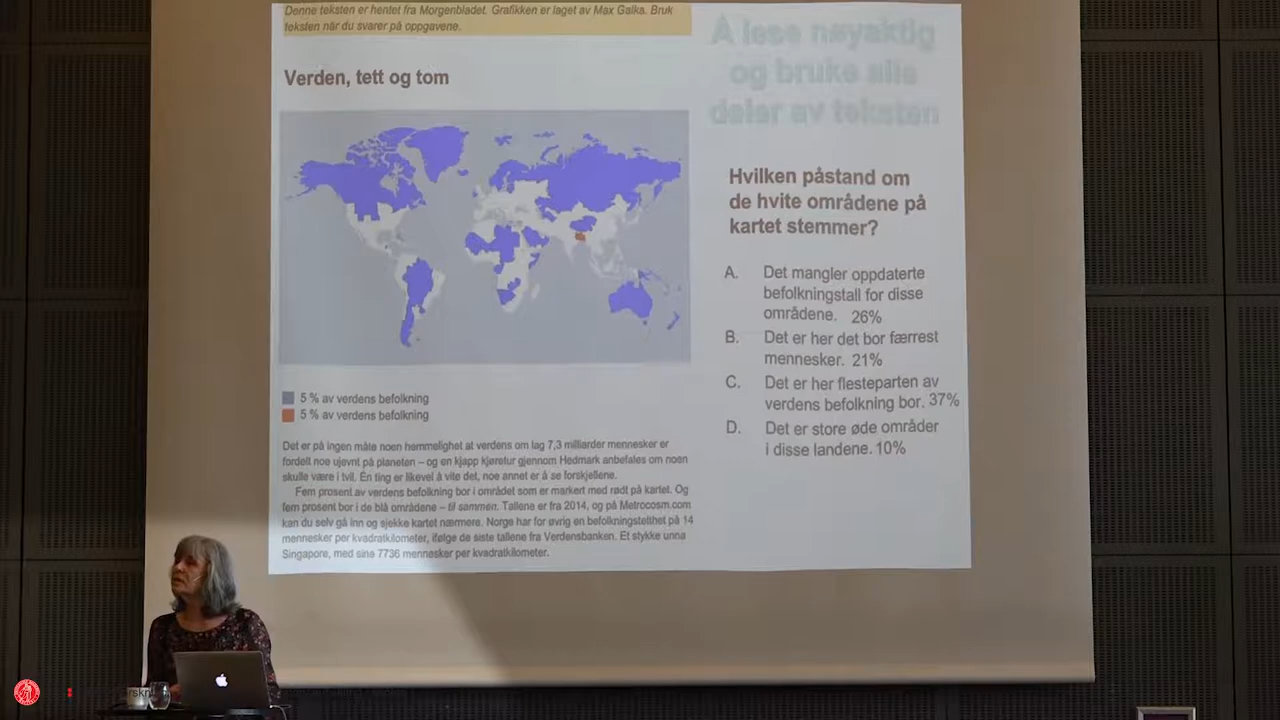 Denne teksten er hentet fra Morgenbladet. Grafikken er laget av Max Galka. Bruk
teksten når du svarer på oppgavene.
Verden, tett og tom
5 % av verdens befolkning
5 % av verdens befolkning
Det er på ingen måte noen hemmelighet at verdens om lag 7,3 milliarder mennesker er
fordelt noe ujevnt på planeten – og en kjapp kjøretur gjennom Hedmark anbefales om noen
skulle være i tvil. Én ting er likevel å vite det, noe annet er å se forskjellene.
Fem prosent av verdens befolkning bor i området som er markert med rødt på kartet. Og
fem prosent bor i de blå områdene – til sammen. Tallene er fra 2014, og på Metrocosm.com
kan du selv gå inn og sjekke kartet nærmere. Norge har for øvrig en befolkningstetthet på 14
mennesker per kvadratkilometer, ifølge de siste tallene fra Verdensbanken. Et stykke unna
Singapore, med sine 7736 mennesker per kvadratkilometer.
Å lese nøyaktig
og bruke alle
deler av teksten
Hvilken påstand om
de hvite områdene på
kartet stemmer?
A. Det mangler oppdaterte
befolkningstall for disse
områdene. 26%
B. Det er her det bor færrest
mennesker. 21%
C. Det er her flesteparten av
verdens befolkning bor. 37%
D. Det er store øde områder
i disse landene. 10%